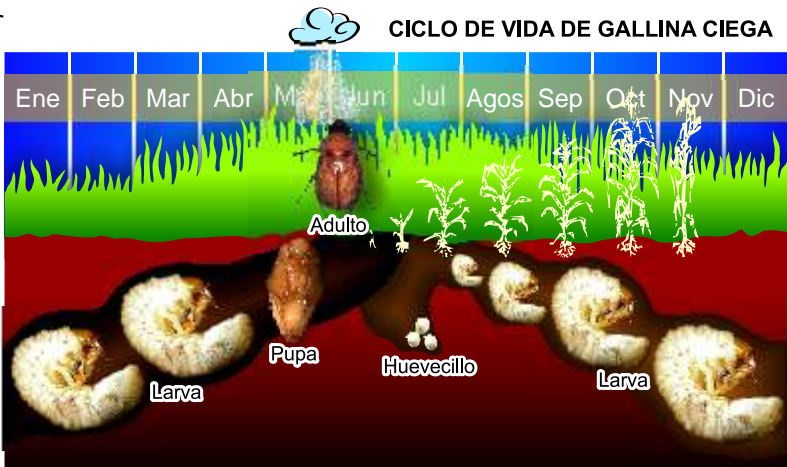 CICLO DE VIDA DE GALLINA CIEGA
Ene Feb Mar Abr May Jun Jul Agos Sep Oct Nov Dic
Adulto
Pupa
Huevecillo
Larva
Larva